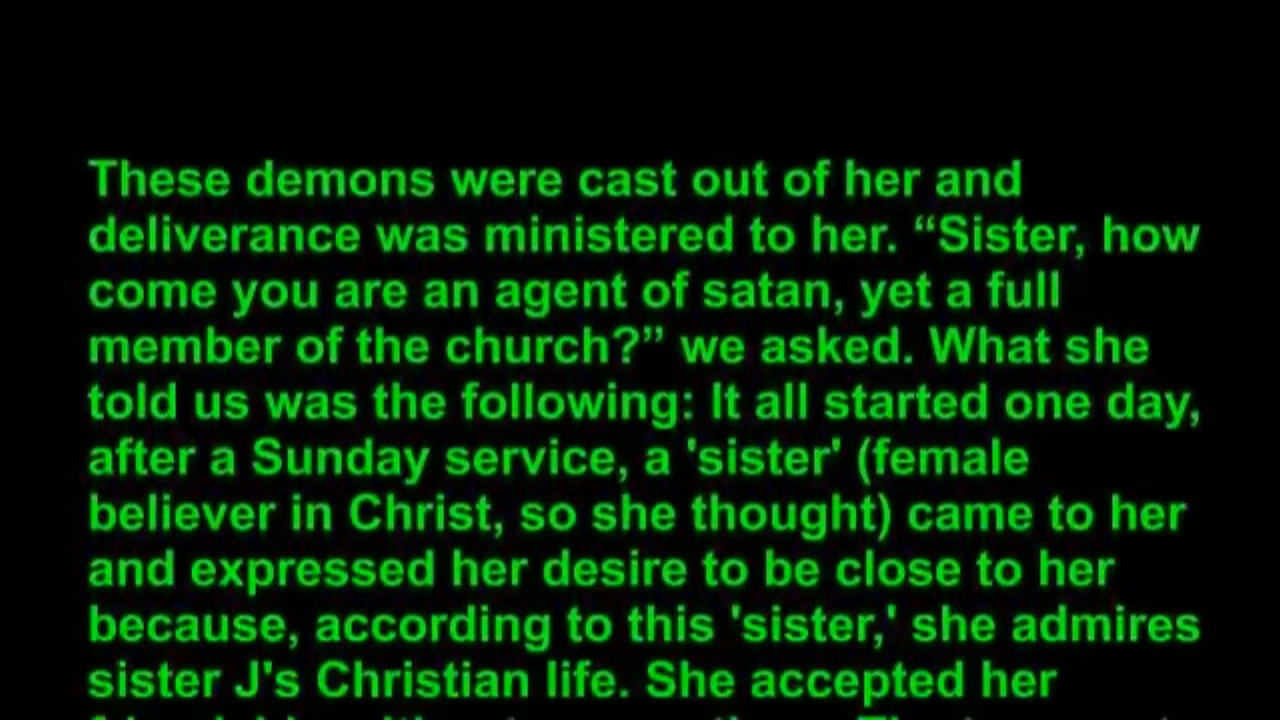 These demons were cast out of her and
deliverance was ministered to her. “Sister, how
come you are an agent of satan, yet a full
member of the church?” we asked. What she
told us was the following: It all started one day,
after a Sunday service, a 'sister' (female
believer in Christ, so she thought) came to her
and expressed her desire to be close to her
because, according to this 'sister,' she admires
sister J's Christian life. She accepted her